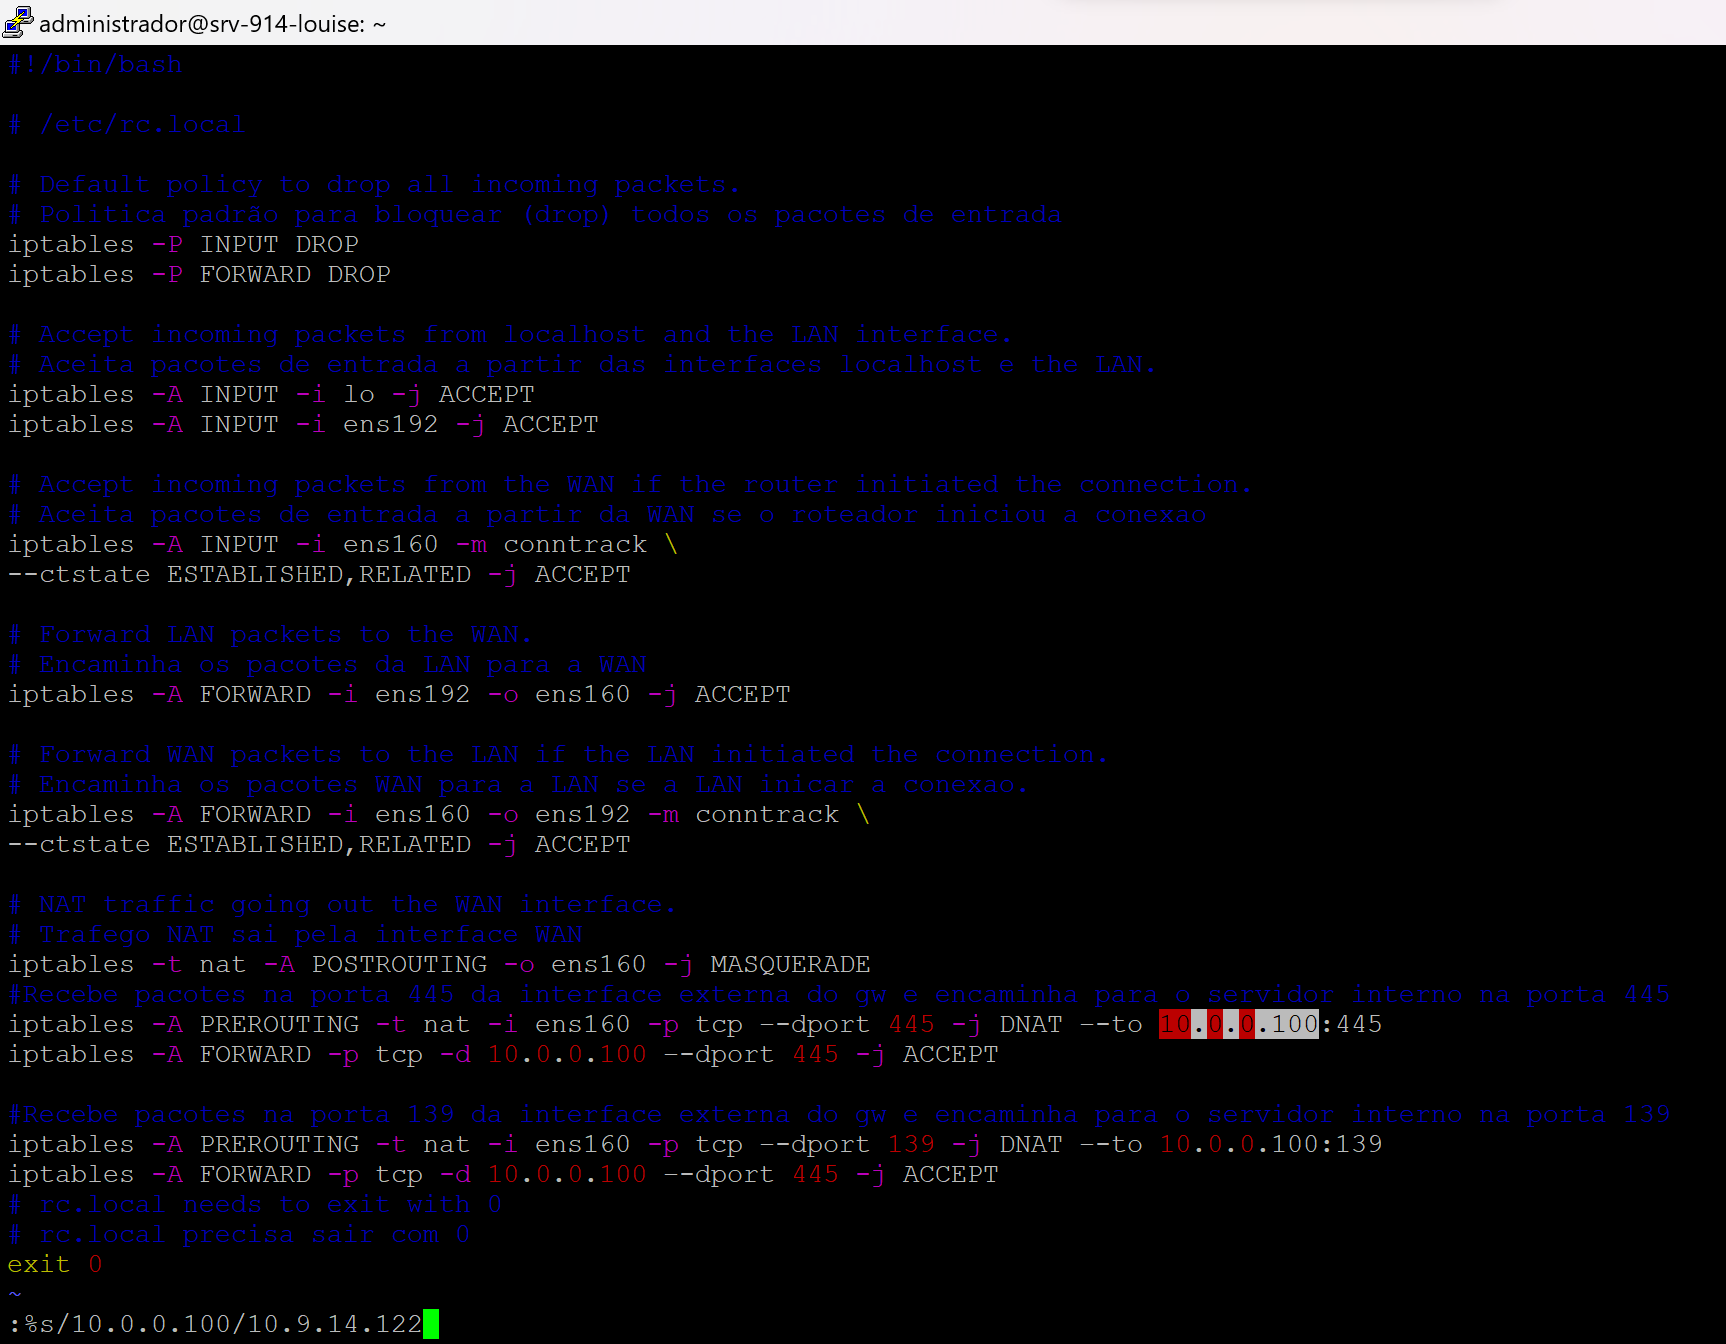 administrador@srv-914-louise: ~
#!/bin/bash
# /etc/rc.local
# Default policy to drop all incoming packets.
# Politica padrão para bloquear (drop) todos os pacotes de entrada
iptables -P INPUT DROP
iptables -P FORWARD DROP
# Accept incoming packets from localhost and the LAN interface.
# Aceita pacotes de entrada a partir das interfaces localhost e the LAN.
iptables -A INPUT -i lo -j ACCEPT
iptables -A INPUT -i ens192 -j ACCEPT
# Accept incoming packets from the WAN if the router initiated the connection.
# Aceita pacotes de entrada a partir da WAN se o roteador iniciou a conexao
iptables -A INPUT -i ens160 -m conntrack \
--ctstate ESTABLISHED,RELATED -j ACCEPT
# Forward LAN packets to the WAN.
# Encaminha os pacotes da LAN para a WAN
iptables -A FORWARD -i ens192 -o ens160 -j ACCEPT
# Forward WAN packets to the LAN if the LAN initiated the connection.
# Encaminha os pacotes WAN para a LAN se a LAN inicar a conexao.
iptables -A FORWARD -i ens160 -o ens192 -m conntrack \
--ctstate ESTABLISHED,RELATED -j ACCEPT
# NAT traffic going out the WAN interface.
# Trafego NAT sai pela interface WAN
iptables -t nat -A POSTROUTING -o ens160 -j MASQUERADE
#Recebe pacotes na porta 445 da interface externa do gw e encaminha para o servidor interno na porta 445
iptables -A PREROUTING -t nat -i ens160 -p tcp –-dport 445 -j DNAT –-to 10.0.0.100:445
iptables -A FORWARD -p tcp -d 10.0.0.100 –-dport 445 -j ACCEPT
#Recebe pacotes na porta 139 da interface externa do gw e encaminha para o servidor interno na porta 139
iptables -A PREROUTING -t nat -i ens160 -p tcp –-dport 139 -j DNAT –-to 10.0.0.100:139
iptables -A FORWARD -p tcp -d 10.0.0.100 –-dport 445 -j ACCEPT
# rc.local needs to exit with 0
# rc.local precisa sair com 0
exit 0
~
:%s/10.0.0.100/10.9.14.122